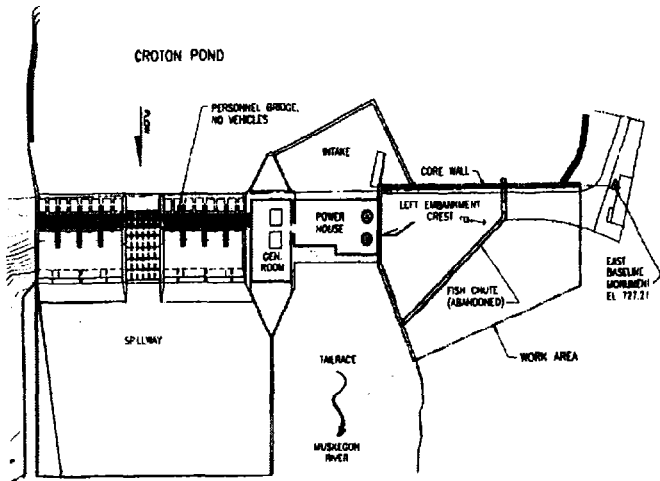 CROTON POND
FLOW
PERSONNEL BRIDGE,
NO VEHICLES
INTAKE
CORE WALL
POWER
HOUSE
LEFT EMBANKMENT
CREST
GEN.
ROOM
EAST
BASELINE
MONUMENT
EL 727.21
FISH CHUTE
(ABANDONED)
SPILLWAY
TAILRACE
WORK AREA
MUSKEGON
RIVER